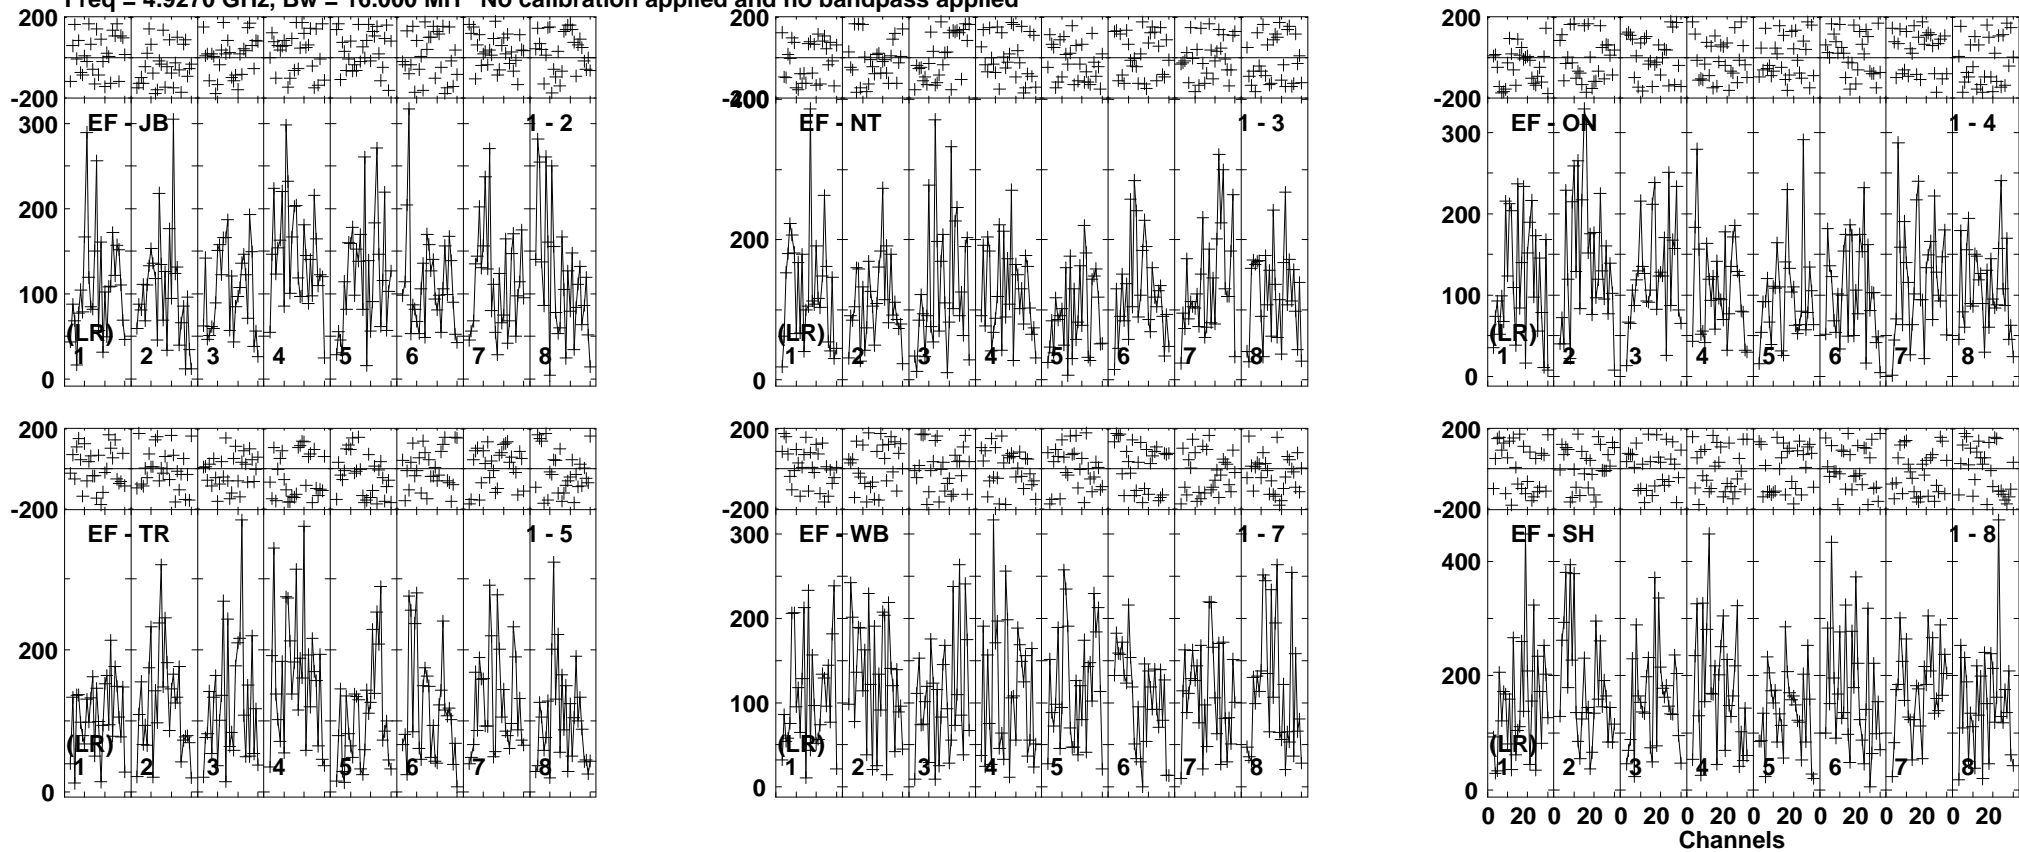 Freq = 4.9270 GHz, Bw = 16.000 MH No calibration applied and no bandpass applied
200 200 200
-200 -200 -200
400
300 300
EF - JB 1 - 2 EF - NT 1 - 3 EF - ON 1 - 4
200 200 200
100 100
(LR) (LR) (LR)
1 2 3 4 5 6 7 8 1 2 3 4 5 6 7 8 1 2 3 4 5 6 7 8
0 0 0
200 200 200
-200 -200 -200
EF - TR 1 - 5 EF - WB 1 - 7 EF - SH 1 - 8
300 400
200 200 200
100
(LR) (LR) (LR)
1 2 3 4 5 6 7 8 1 2 3 4 5 6 7 8 1 2 3 4 5 6 7 8
0 0 0
0 20 0 20 0 20 0 20 0 20 0 20 0 20 0 20
Channels